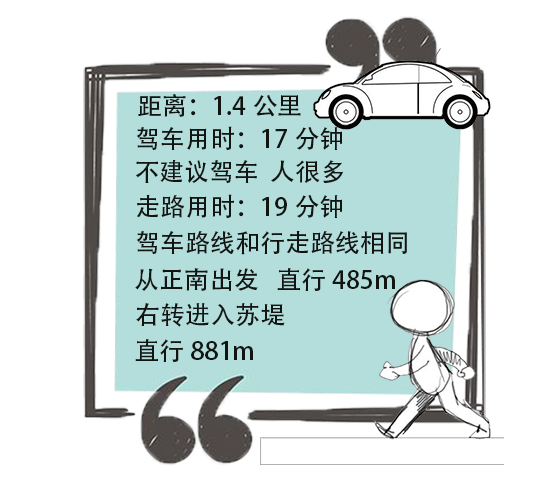 距离：1.4 公里
驾车用时：17 分钟
不建议驾车 人很多
走路用时：19 分钟
驾车路线和行走路线相同
从正南出发 直行 485m
右转进入苏堤
直行 881m